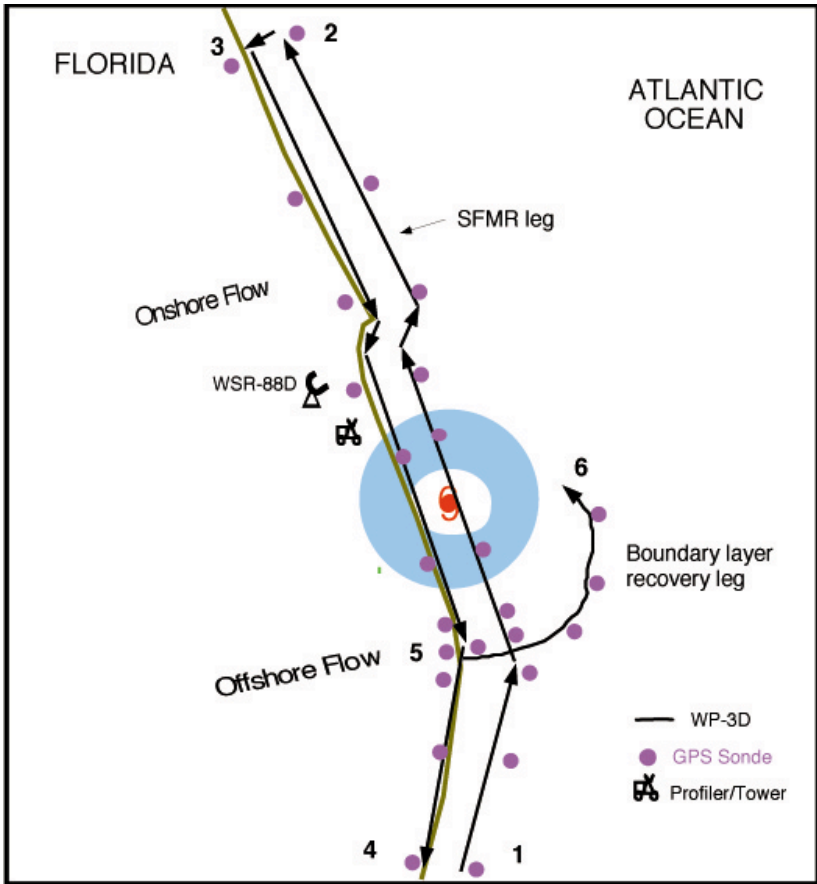 3
2
FLORIDA
ATLANTIC
OCEAN
SFMR leg
Onshore Flow
WSR-88D
6
Boundary layer
recovery leg
5
Offshore Flow
WP-3D
GPS Sonde
Profiler/Tower
4
1